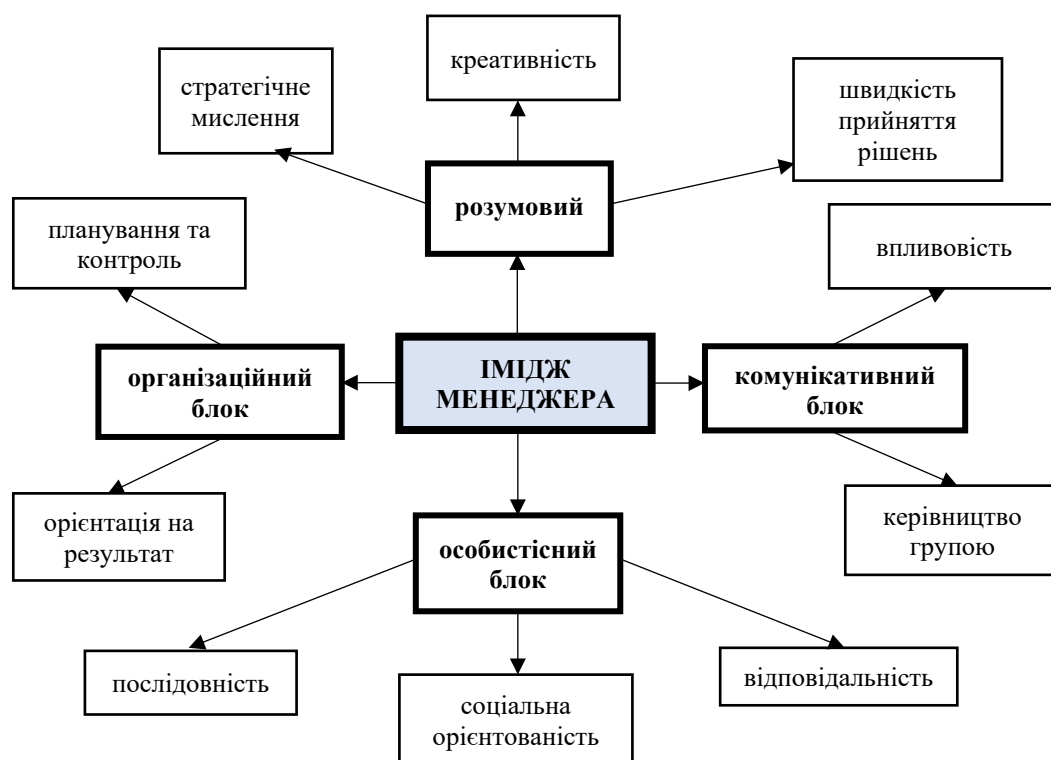 креативність
стратегічне
мислення
швидкість
прийняття
рішень
розумовий
планування та
контроль
впливовість
організаційний
блок
ІМІДЖ
МЕНЕДЖЕРА
комунікативний
блок
орієнтація на
результат
керівництво
групою
особистісний
блок
послідовність
соціальна
орієнтованість
відповідальність